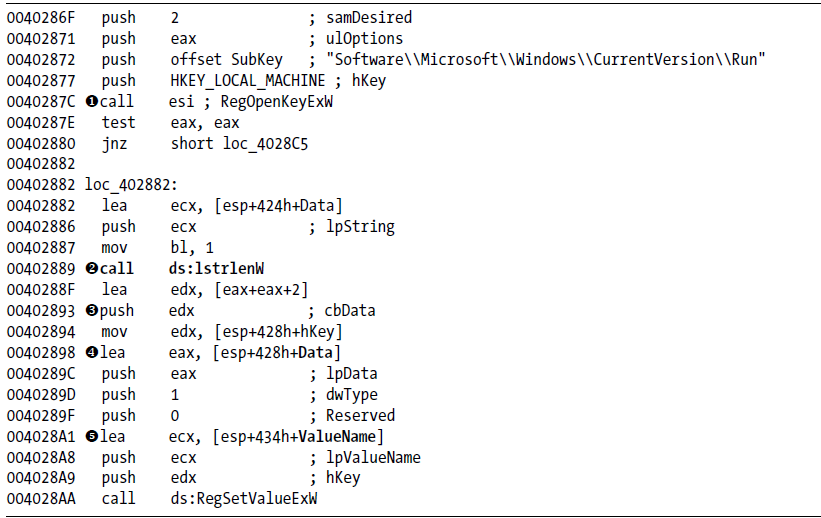 0040286F push 2 ; samDesired
00402871 push eax ; ulOptions
00402872 push offset SubKey ; "Software\\Microsoft\\Windows\\CurrentVersion\\Run"
00402877 push HKEY_LOCAL_MACHINE ; hKey
0040287C ❶call esi ; RegOpenKeyExW
0040287E test eax, eax
00402880 jnz short loc_4028C5
00402882
00402882 loc_402882:
00402882 lea ecx, [esp+424h+Data]
00402886 push ecx ; lpString
00402887 mov bl, 1
00402889 ❷call ds:lstrlenW
0040288F lea edx, [eax+eax+2]
00402893 ❸push edx ; cbData
00402894 mov edx, [esp+428h+hKey]
00402898 ❹lea eax, [esp+428h+Data]
0040289C push eax ; lpData
0040289D push 1 ; dwType
0040289F push 0 ; Reserved
004028A1 ❺lea ecx, [esp+434h+ValueName]
004028A8 push ecx ; lpValueName
004028A9 push edx ; hKey
004028AA call ds:RegSetValueExW